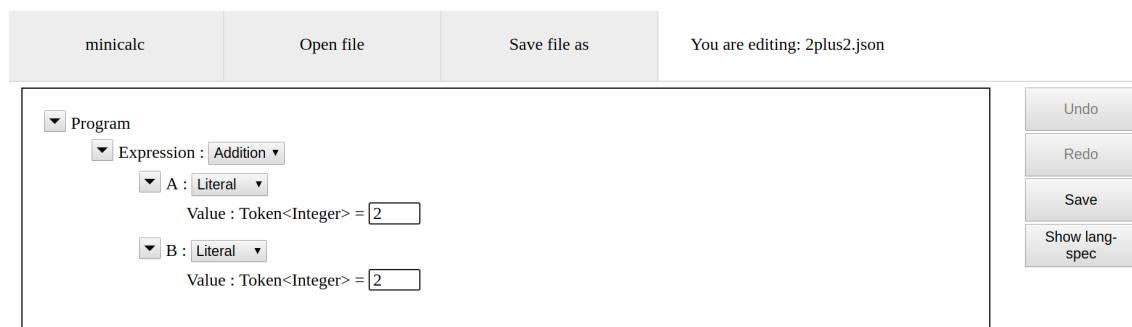 minicalc
Open file
Save file as
You are editing: 2plus2.json
Program
Expression : Addition
A : Literal
Value : Token<Integer> = 2
B : Literal
Value : Token<Integer> = 2
Undo
Redo
Save
Show lang-
spec